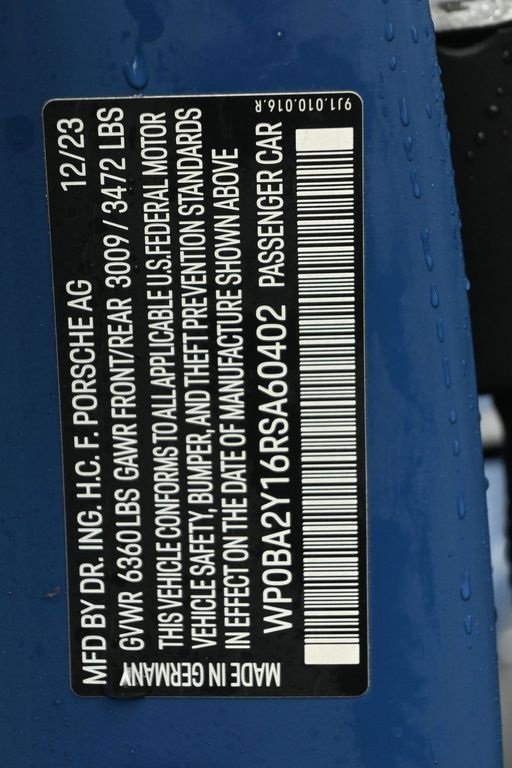 MFD BY DR. ING. H.C. F. PORSCHE AG 12/23
GVWR 6360 LBS GAWR FRONT/REAR 3009 / 3472 LBS
THIS VEHICLE CONFORMS TO ALL APPLICABLE U.S. FEDERAL MOTOR
VEHICLE SAFETY, BUMPER, AND THEFT PREVENTION STANDARDS
IN EFFECT ON THE DATE OF MANUFACTURE SHOWN ABOVE
WP0BA2Y16RSA60402 PASSENGER CAR
MADE IN GERMANY
9J1.010.016.R